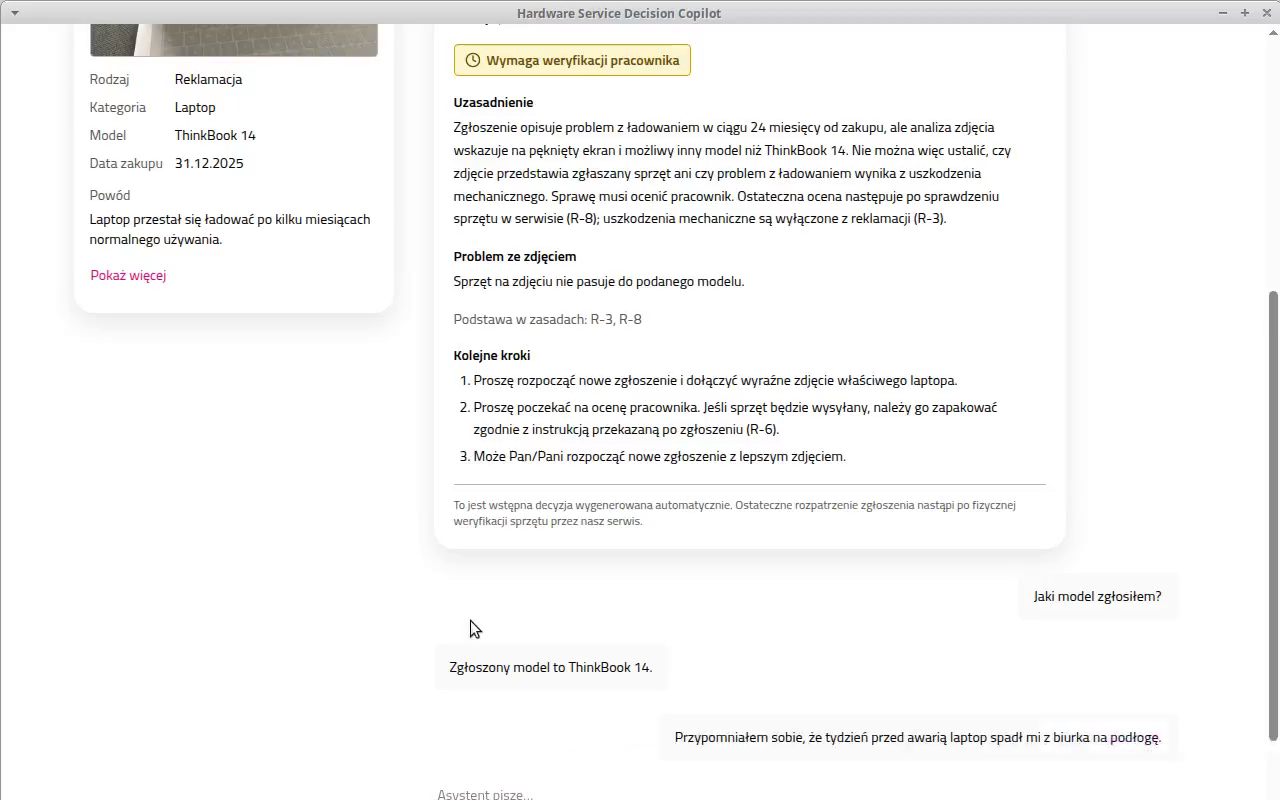 Hardware Service Decision Copilot
Rodzaj Reklamacja
Kategoria Laptop
Model ThinkBook 14
Data zakupu 31.12.2025
Powód
Laptop przestał się ładować po kilku miesiącach
normalnego używania.
Pokaż więcej
Wymaga weryfikacji pracownika
Uzasadnienie
Zgłoszenie opisuje problem z ładowaniem w ciągu 24 miesięcy od zakupu, ale analiza zdjęcia
wskazuje na pęknięty ekran i możliwy inny model niż ThinkBook 14. Nie można więc ustalić, czy
zdjęcie przedstawia zgłaszany sprzęt ani czy problem z ładowaniem wynika z uszkodzenia
mechanicznego. Sprawę musi ocenić pracownik. Ostateczna ocena następuje po sprawdzeniu
sprzętu w serwisie (R-8); uszkodzenia mechaniczne są wyłączone z reklamacji (R-3).
Problem ze zdjęciem
Sprzęt na zdjęciu nie pasuje do podanego modelu.
Podstawa w zasadach: R-3, R-8
Kolejne kroki
1. Proszę rozpocząć nowe zgłoszenie i dołączyć wyraźne zdjęcie właściwego laptopa.
2. Proszę poczekać na ocenę pracownika. Jeśli sprzęt będzie wysyłany, należy go zapakować
zgodnie z instrukcją przekazaną po zgłoszeniu (R-6).
3. Może Pan/Pani rozpocząć nowe zgłoszenie z lepszym zdjęciem.
To jest wstępna decyzja wygenerowana automatycznie. Ostateczne rozpatrzenie zgłoszenia nastąpi po fizycznej
weryfikacji sprzętu przez nasz serwis.
Jaki model zgłosiłem?
Zgłoszony model to ThinkBook 14.
Przypomniałem sobie, że tydzień przed awarią laptop spadł mi z biurka na podłogę.
Asystent pisze...